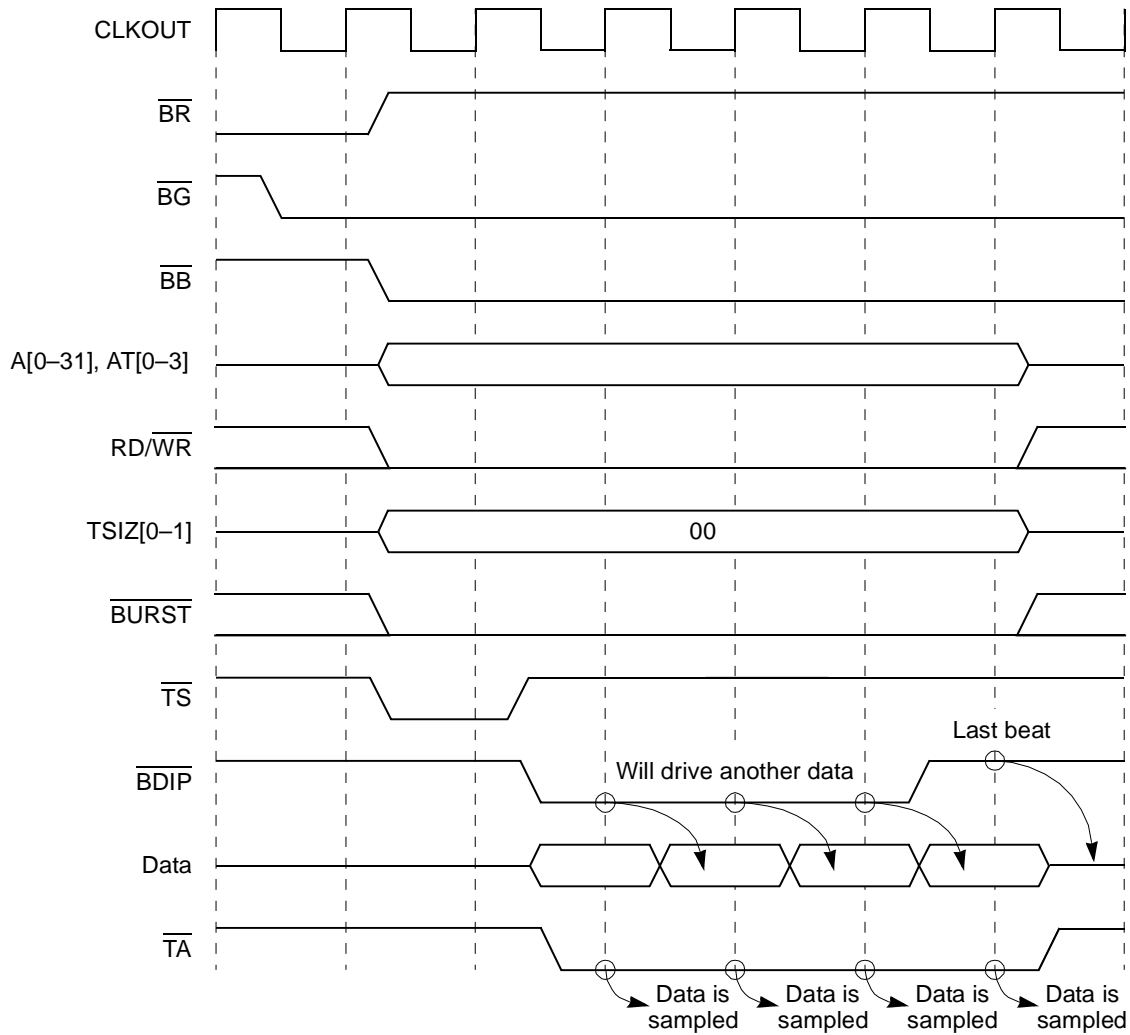 CLKOUT
BR
BG
BB
A[0–31], AT[0–3]
RD/WR
TSIZ[0–1]
00
BURST
TS
Last beat
BDIP
Will drive another data
Data
TA
Data is
sampled
Data is
sampled
Data is
sampled
Data is
sampled